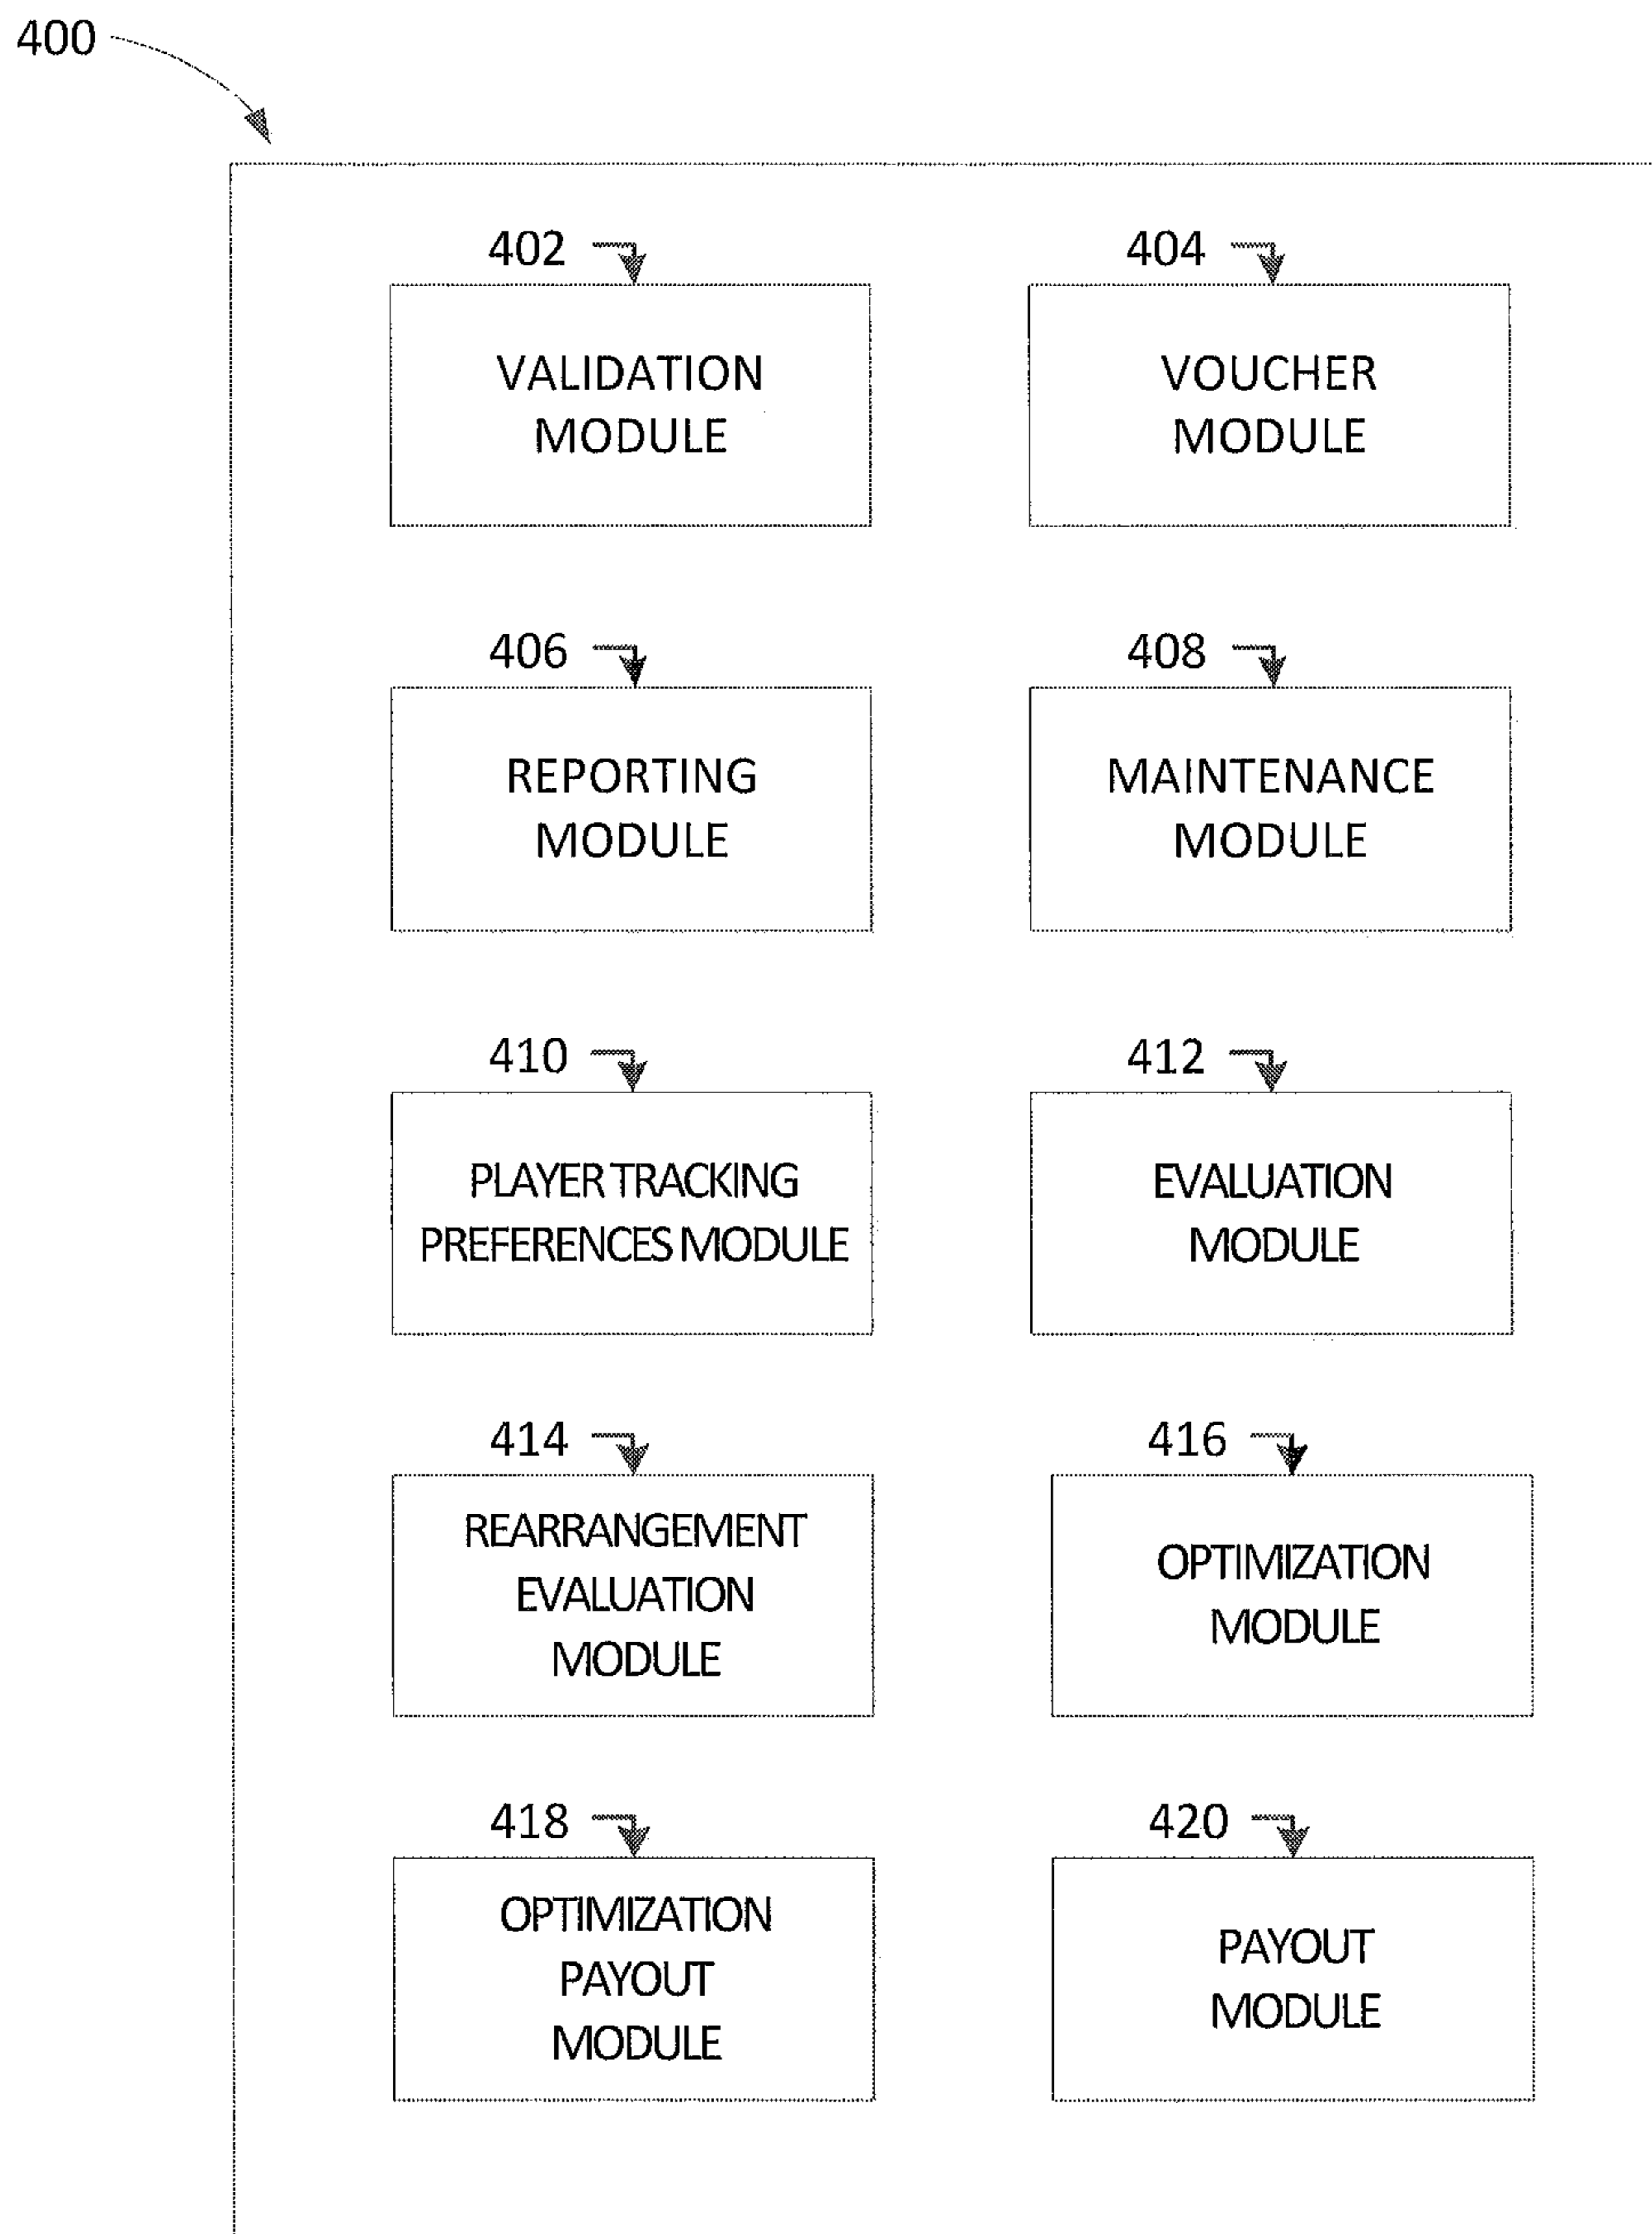 400
402
404
VALIDATION
MODULE
VOUCHER
MODULE
406
408
REPORTING
MODULE
MAINTENANCE
MODULE
410
412
PLAYER TRACKING
PREFERENCES MODULE
EVALUATION
MODULE
414
416
REARRANGEMENT
EVALUATION
MODULE
OPTIMIZATION
MODULE
418
420
OPTIMIZATION
PAYOUT
MODULE
PAYOUT
MODULE